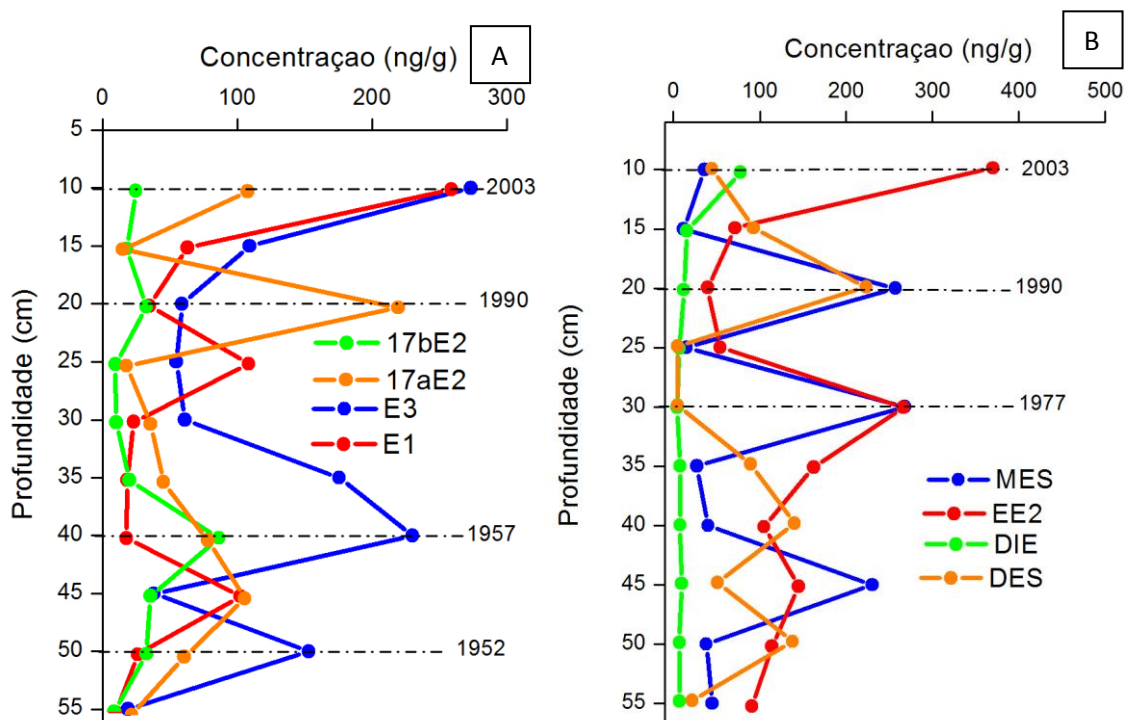 Concentraçao (ng/g)
A
0 100 200 300
5
10
15
20
25
30
35
40
45
50
55
Profundidade (cm)
2003
1990
1957
1952
17bE2
17aE2
E3
E1
Concentraçao (ng/g)
B
0 100 200 300 400 500
10
15
20
25
30
35
40
45
50
55
Profundidade (cm)
2003
1990
1977
MES
EE2
DIE
DES